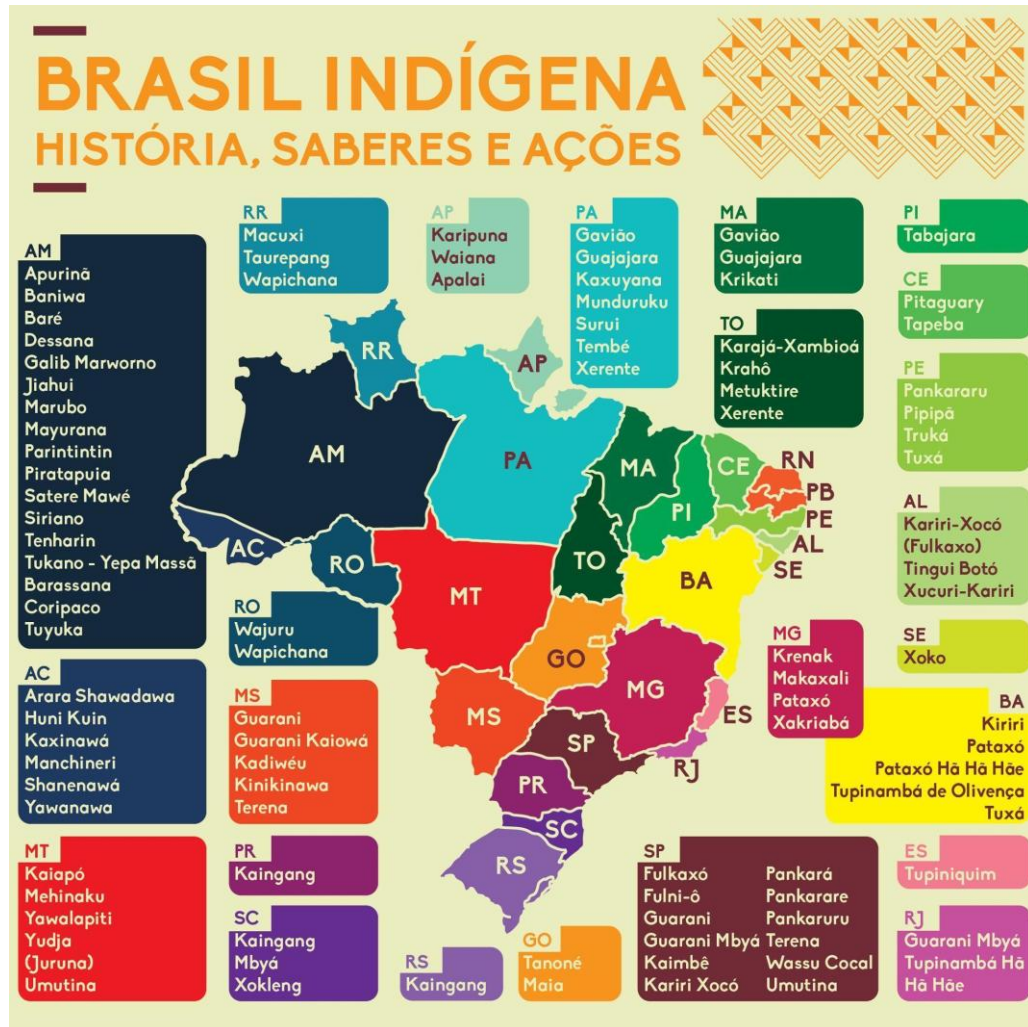 BRASIL INDÍGENA
HISTÓRIA, SABERES E AÇÕES
AM
Apurinã
Baniwa
Baré
Dessana
Galib Marworno
Jiahui
Marubo
Mayurana
Parintintin
Piratapuia
Satere Mawé
Siriano
Tenharin
Tukano - Yepa Massã
Barassana
Coripaco
Tuyuka
RR
Macuxi
Taurepang
Wapichana
AP
Karipuna
Waiana
Apalai
PA
Gavião
Guajajara
Kaxuyana
Munduruku
Surui
Tembé
Xerente
MA
Gavião
Guajajara
Krikati
TO
Karajá-Xambioá
Krahô
Metuktire
Xerente
PI
Tabajara
CE
Pitaguary
Tapeba
PE
Pankararu
Pipipã
Truká
Tuxá
AL
Kariri-Xocó
(Fulkaxo)
Tingui Botó
Xucuri-Kariri
SE
Xoko
RR
AP
AM
PA
MA
CE
RN
PB
PI
PE
AL
SE
AC
RO
TO
BA
MT
GO
MG
ES
MS
SP
RJ
PR
SC
RS
RO
Wajuru
Wapichana
MG
Krenak
Makaxali
Pataxó
Xakriabá
BA
Kiriri
Pataxó
Pataxó Hã Hã Hãe
Tupinambá de Olivença
Tuxá
AC
Arara Shawadawa
Huni Kuin
Kaxinawá
Manchineri
Shanenawá
Yawanawa
MS
Guarani
Guarani Kaiowá
Kadiwéu
Kinikinawa
Terena
MT
Kaiapó
Mehinaku
Yawalapiti
Yudja
(Juruna)
Umutina
PR
Kaingang
SC
Kaingang
Mbyá
Xokleng
RS
Kaingang
GO
Tanoné
Maia
SP
Fulkaxó
Fulni-ô
Guarani
Guarani Mbyá
Kaimbê
Kariri Xocó
Pankará
Pankarare
Pankaruru
Terena
Wassu Cocal
Umutina
ES
Tupiniquim
RJ
Guarani Mbyá
Tupinambá Hã
Hã Hãe